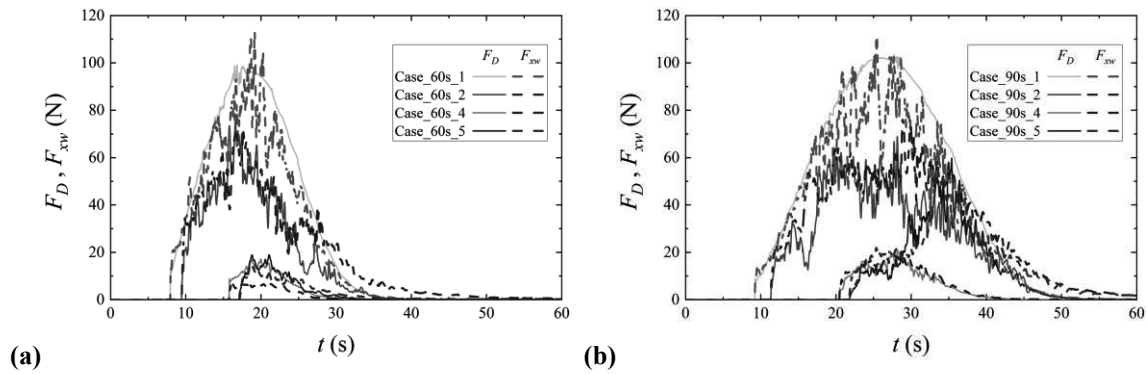 120
100
80
60
40
20
0
F_D, F_xw (N)
F_D F_xw
Case_60s_1
Case_60s_2
Case_60s_4
Case_60s_5
0 10 20 30 40 50 60
t (s)
(a)
120
100
80
60
40
20
0
F_D, F_xw (N)
F_D F_xw
Case_90s_1
Case_90s_2
Case_90s_4
Case_90s_5
0 10 20 30 40 50 60
t (s)
(b)